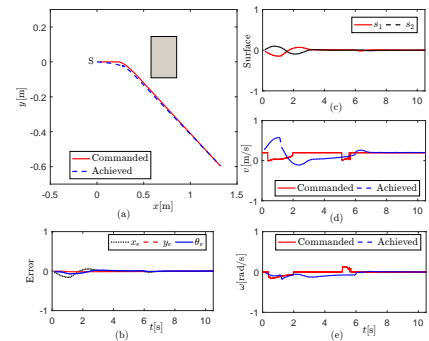 0.2
0
-0.2
-0.4
-0.6
y[m]
S
Commanded
Achieved
-0.5 0 0.5 1 1.5
x[m]
(a)
1
0
-1
Error
x_e y_e θ_e
0 2 4 6 8 10
t[s]
(b)
1
0
-1
Surface
s_1 s_2
0 2 4 6 8 10
(c)
1
0
-1
v[m/s]
Commanded Achieved
0 2 4 6 8 10
(d)
1
0
-1
ω[rad/s]
Commanded Achieved
0 2 4 6 8 10
t[s]
(e)